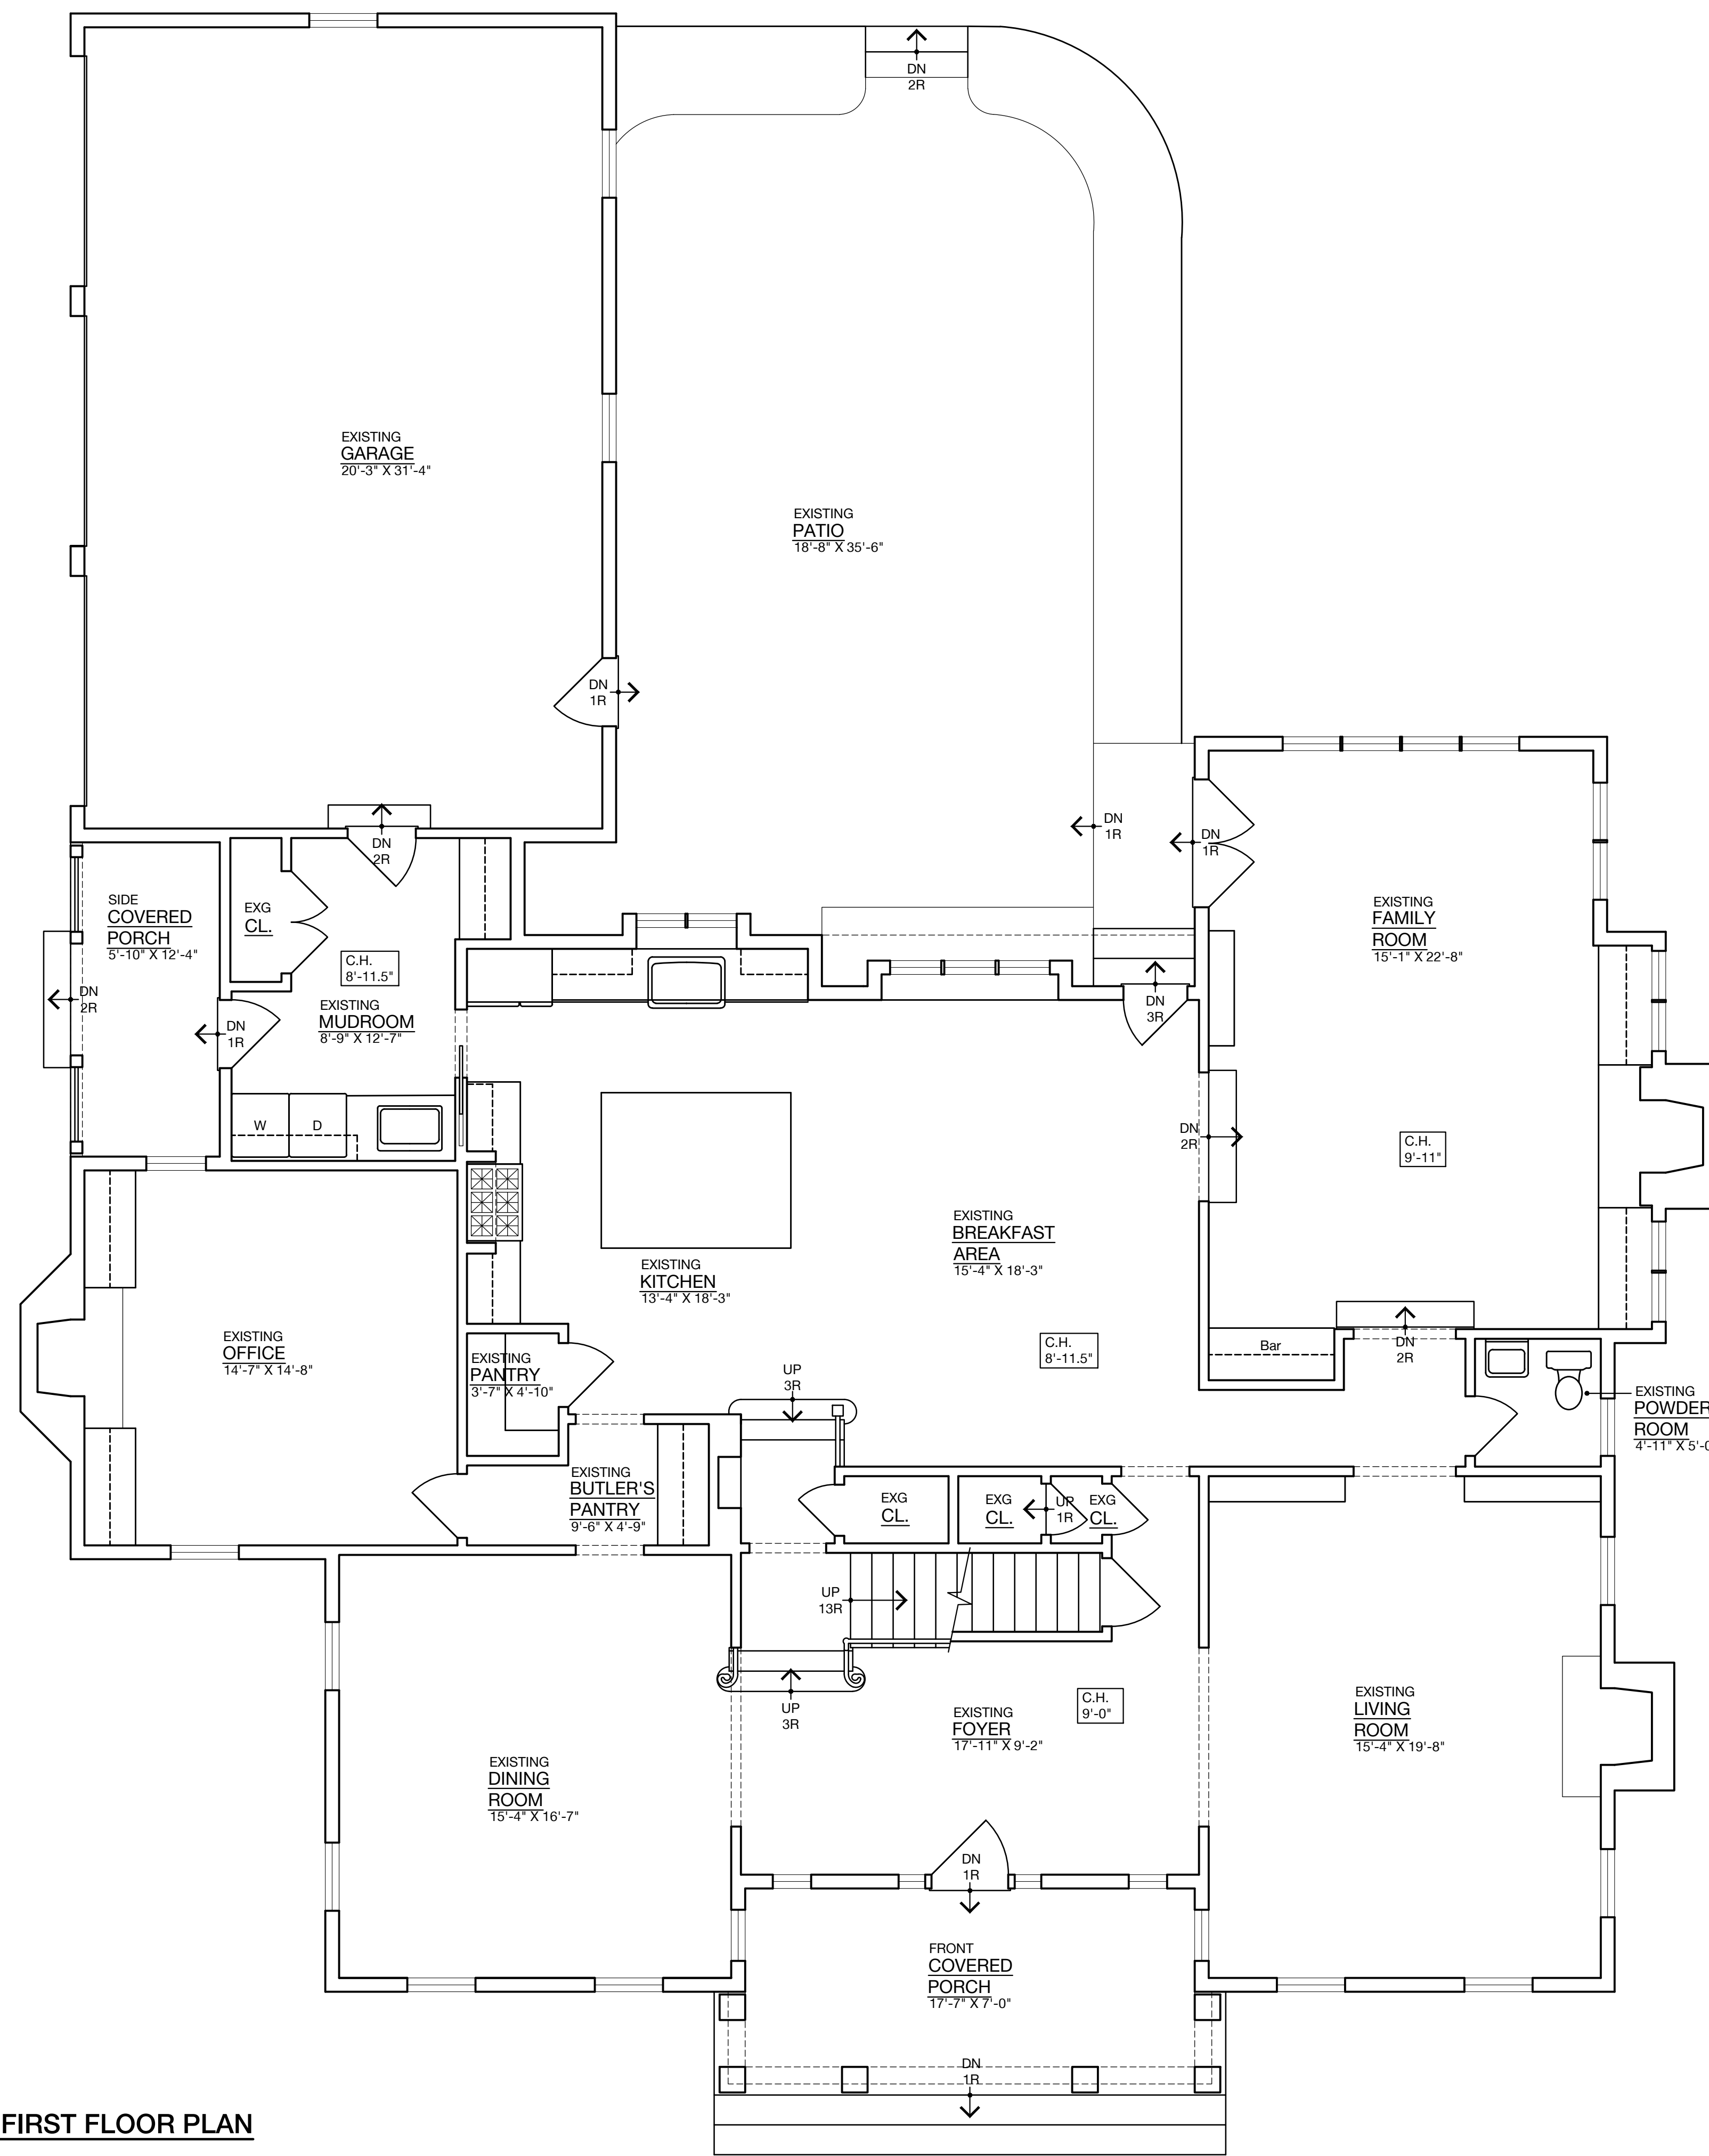 DN
2R
EXISTING
GARAGE
20'-3" X 31'-4"
EXISTING
PATIO
18'-8" X 35'-6"
DN
1R
DN
2R
DN
1R
DN
1R
SIDE
COVERED
PORCH
5'-10" X 12'-4"
EXG
CL.
C.H.
8'-11.5"
EXISTING
FAMILY
ROOM
15'-1" X 22'-8"
DN
2R
DN
1R
EXISTING
MUDROOM
8'-9" X 12'-7"
DN
3R
W
D
DN
2R
C.H.
9'-11"
EXISTING
BREAKFAST
AREA
15'-4" X 18'-3"
EXISTING
KITCHEN
13'-4" X 18'-3"
EXISTING
OFFICE
14'-7" X 14'-8"
EXISTING
PANTRY
3'-7" X 4'-10"
UP
3R
C.H.
8'-11.5"
Bar
DN
2R
EXISTING
POWDER
ROOM
4'-11" X 5'-0
EXISTING
BUTLER'S
PANTRY
9'-6" X 4'-9"
EXG
CL.
EXG
CL.
UP
1R
EXG
CL.
UP
13R
UP
3R
EXISTING
FOYER
17'-11" X 9'-2"
C.H.
9'-0"
EXISTING
LIVING
ROOM
15'-4" X 19'-8"
EXISTING
DINING
ROOM
15'-4" X 16'-7"
DN
1R
FRONT
COVERED
PORCH
17'-7" X 7'-0"
DN
1R
FIRST FLOOR PLAN